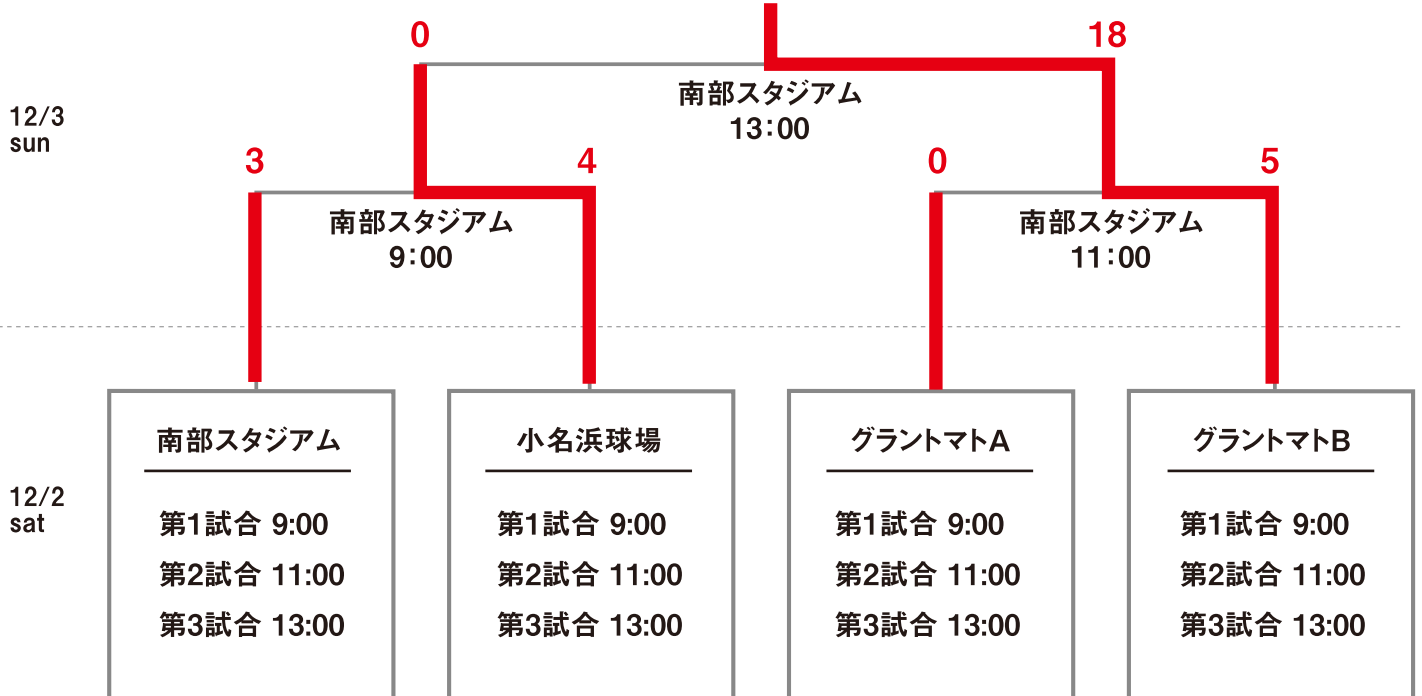 0
18
南部スタジアム
13:00
12/3
sun
3
4
0
5
南部スタジアム
9:00
南部スタジアム
11:00
12/2
sat
南部スタジアム
第1試合 9:00
第2試合 11:00
第3試合 13:00
小名浜球場
第1試合 9:00
第2試合 11:00
第3試合 13:00
グラントマトA
第1試合 9:00
第2試合 11:00
第3試合 13:00
グラントマトB
第1試合 9:00
第2試合 11:00
第3試合 13:00